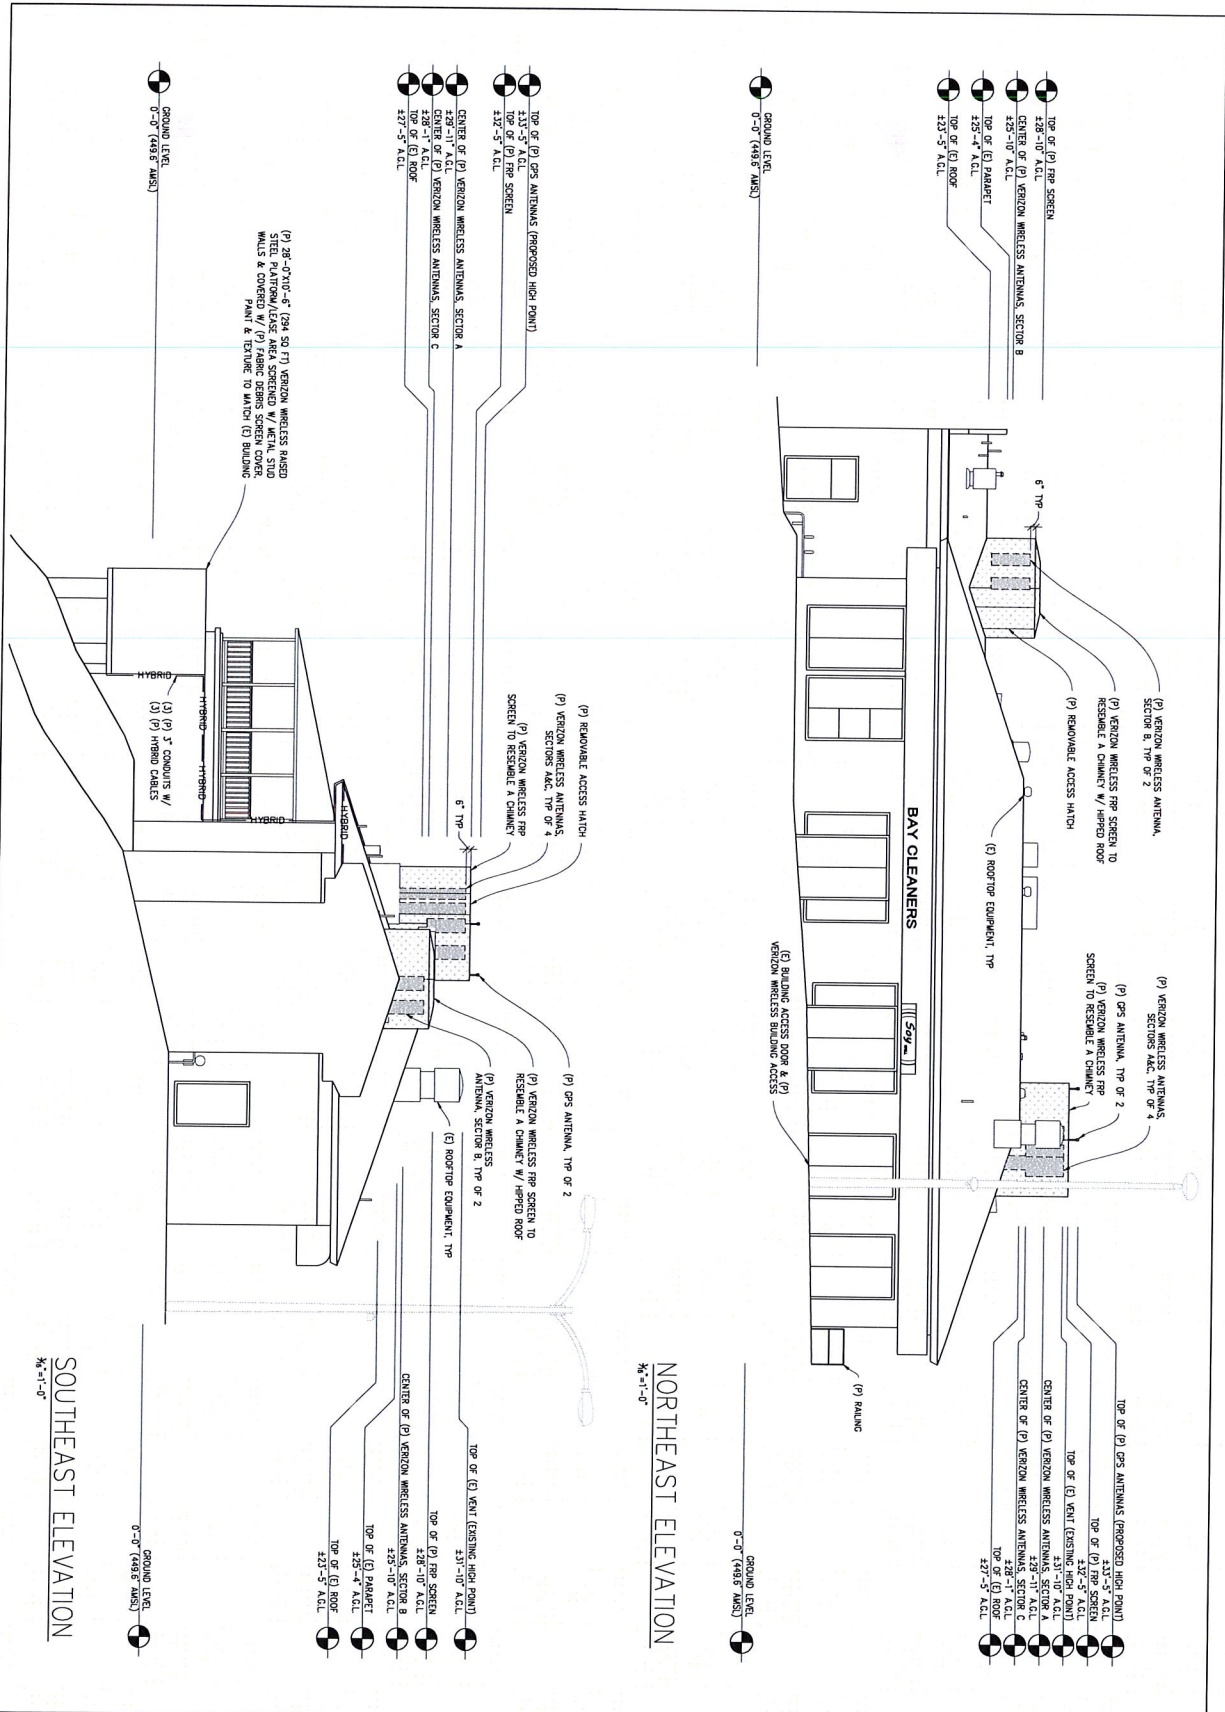 TOP OF (P) FRP SCREEN
±28'-10" A.G.L.
CENTER OF (P) VERIZON WIRELESS ANTENNAS, SECTOR B
±25'-10" A.G.L.
TOP OF (E) PARAPET
±25'-4" A.G.L.
TOP OF (E) ROOF
±23'-5" A.G.L.
GROUND LEVEL
0'-0" (449.6' AMSL)
6" TYP
(P) VERIZON WIRELESS ANTENNA,
SECTOR B, TYP OF 2
(P) VERIZON WIRELESS FRP SCREEN TO
RESEMBLE A CHIMNEY W/ HIPPED ROOF
(P) REMOVABLE ACCESS HATCH
(E) ROOFTOP EQUIPMENT, TYP
(P) VERIZON WIRELESS ANTENNAS,
SECTORS A&C, TYP OF 4
(P) GPS ANTENNA, TYP OF 2
(P) VERIZON WIRELESS FRP
SCREEN TO RESEMBLE A CHIMNEY
BAY CLEANERS
Soy
(E) BUILDING ACCESS DOOR & (P)
VERIZON WIRELESS BUILDING ACCESS
(P) RAILING
TOP OF (P) GPS ANTENNAS (PROPOSED HIGH POINT)
±33'-5" A.G.L.
TOP OF (P) FRP SCREEN
±32'-5" A.G.L.
TOP OF (E) VENT (EXISTING HIGH POINT)
±31'-10" A.G.L.
CENTER OF (P) VERIZON WIRELESS ANTENNAS, SECTOR A
±29'-11" A.G.L.
CENTER OF (P) VERIZON WIRELESS ANTENNAS, SECTOR C
±28'-1" A.G.L.
TOP OF (E) ROOF
±27'-5" A.G.L.
GROUND LEVEL
0'-0" (449.6' AMSL)
NORTHEAST ELEVATION
3/16"=1'-0"
TOP OF (P) GPS ANTENNAS (PROPOSED HIGH POINT)
±33'-5" A.G.L.
TOP OF (P) FRP SCREEN
±32'-5" A.G.L.
CENTER OF (P) VERIZON WIRELESS ANTENNAS, SECTOR A
±29'-11" A.G.L.
CENTER OF (P) VERIZON WIRELESS ANTENNAS, SECTOR C
±28'-1" A.G.L.
TOP OF (E) ROOF
±27'-5" A.G.L.
GROUND LEVEL
0'-0" (449.6' AMSL)
(P) 28'-0"X10'-6" (294 SQ FT) VERIZON WIRELESS RAISED
STEEL PLATFORM/LEASE AREA SCREENED W/ METAL STUD
WALLS & COVERED W/ (P) FABRIC DEBRIS SCREEN COVER.
PAINT & TEXTURE TO MATCH (E) BUILDING
(P) REMOVABLE ACCESS HATCH
(P) VERIZON WIRELESS ANTENNAS,
SECTORS A&C, TYP OF 4
(P) VERIZON WIRELESS FRP
SCREEN TO RESEMBLE A CHIMNEY
6" TYP
HYBRID
HYBRID
HYBRID
HYBRID
HYBRID
(3) (P) 3" CONDUITS W/
(3) (P) HYBRID CABLES
(P) GPS ANTENNA, TYP OF 2
(P) VERIZON WIRELESS FRP SCREEN TO
RESEMBLE A CHIMNEY W/ HIPPED ROOF
(P) VERIZON WIRELESS
ANTENNA, SECTOR B, TYP OF 2
(E) ROOFTOP EQUIPMENT, TYP
TOP OF (E) VENT (EXISTING HIGH POINT)
±31'-10" A.G.L.
TOP OF (P) FRP SCREEN
±28'-10" A.G.L.
CENTER OF (P) VERIZON WIRELESS ANTENNAS, SECTOR B
±25'-10" A.G.L.
TOP OF (E) PARAPET
±25'-4" A.G.L.
TOP OF (E) ROOF
±23'-5" A.G.L.
GROUND LEVEL
0'-0" (449.6' AMSL)
SOUTHEAST ELEVATION
3/16"=1'-0"